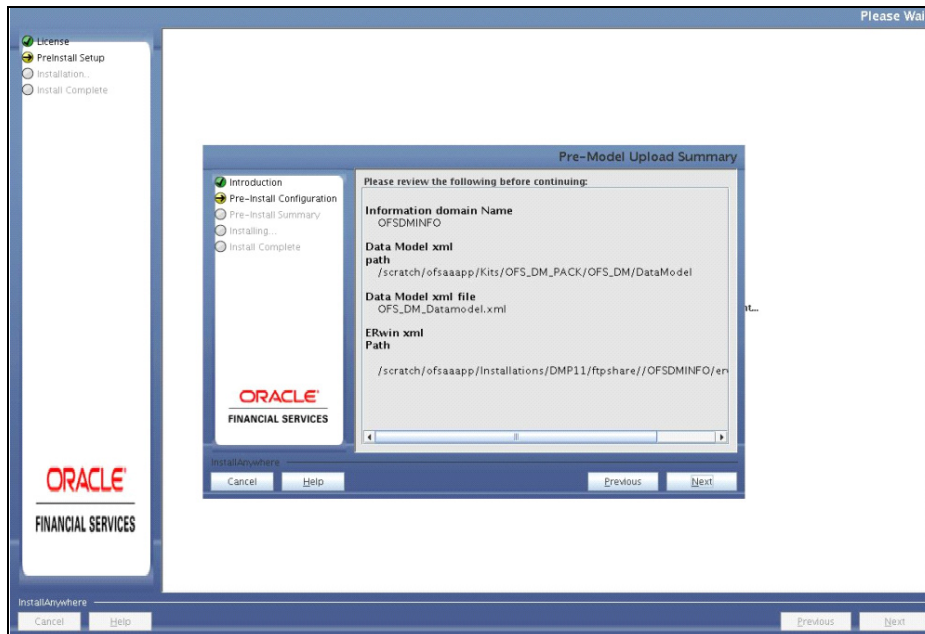 Please Wai
License
PreInstall Setup
Installation...
Install Complete
Pre-Model Upload Summary
Introduction
Pre-Install Configuration
Pre-Install Summary
Installing...
Install Complete
Please review the following before continuing:
Information domain Name
OFSDMINFO
Data Model xml
path
/scratch/ofsaaapp/Kits/OFS_DM_PACK/OFS_DM/DataModel
Data Model xml file
OFS_DM_Datamodel.xml
ERwin xml
Path
/scratch/ofsaaapp/Installations/DMP11/ftpshare//OFSDMINFO/er
nt...
ORACLE
FINANCIAL SERVICES
InstallAnywhere
Cancel
Help
Previous
Next
ORACLE
FINANCIAL SERVICES
InstallAnywhere
Cancel
Help
Previous
Next